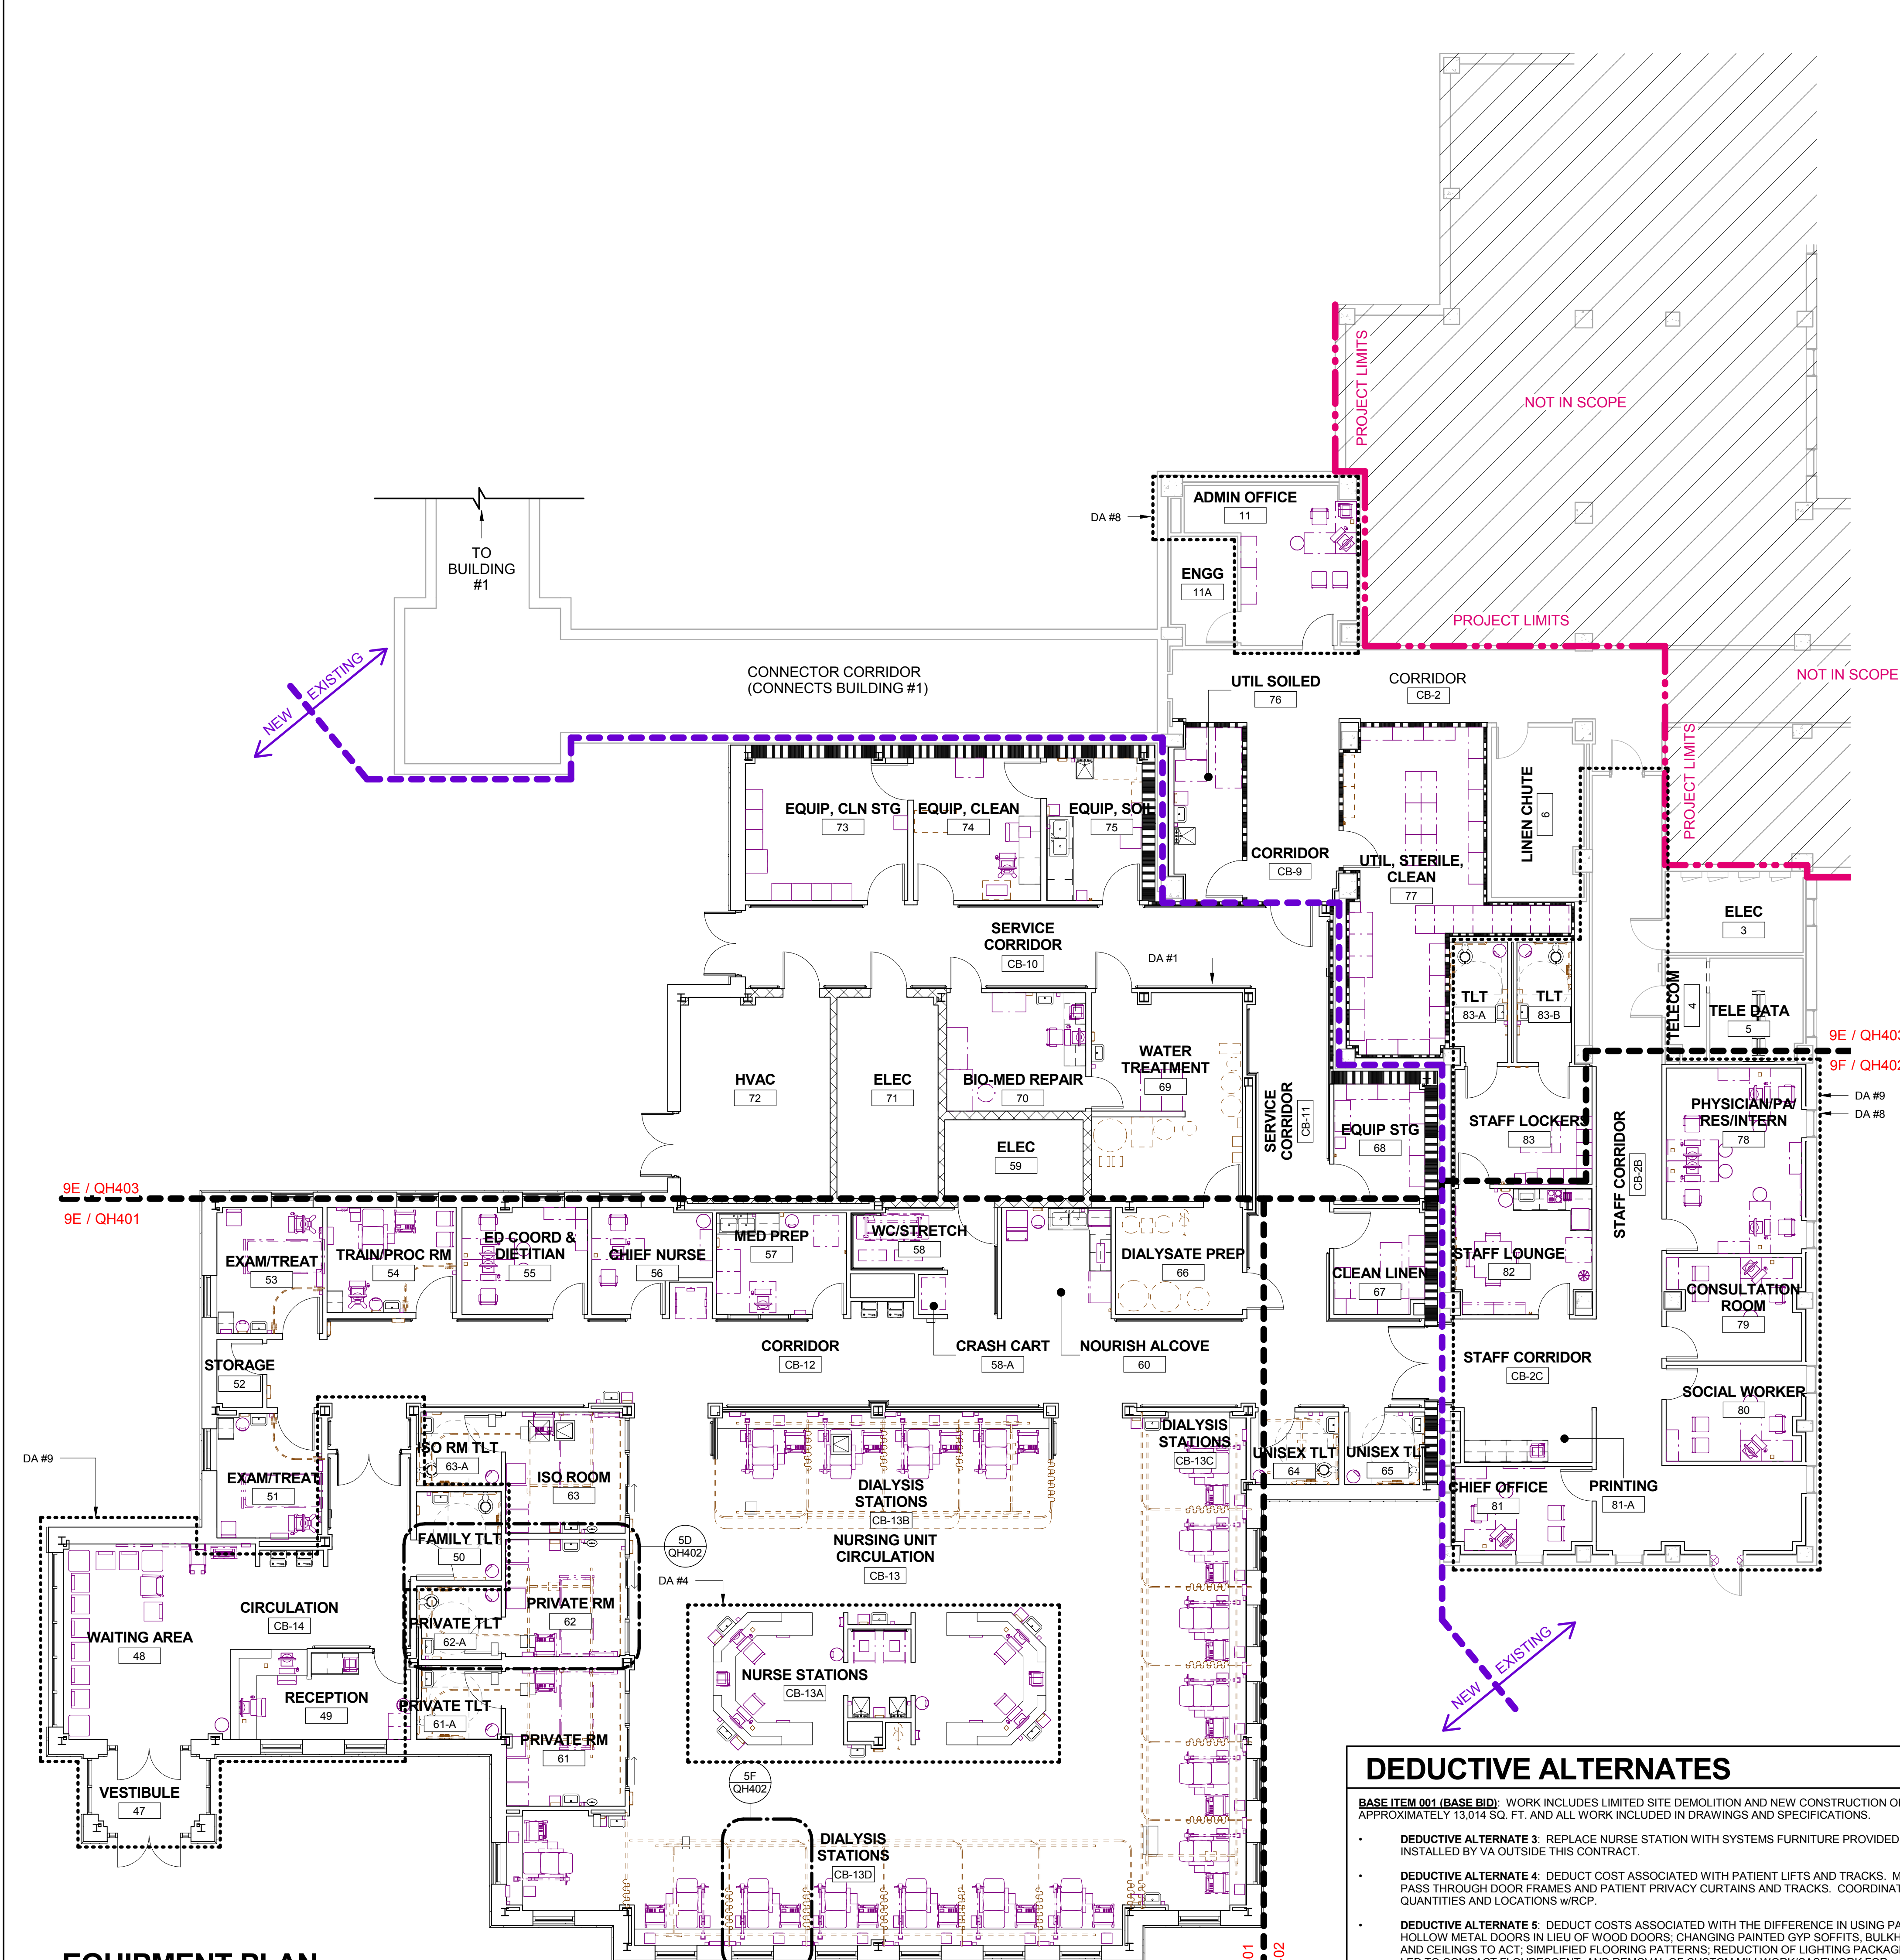 PROJECT LIMITS
NOT IN SCOPE
ADMIN OFFICE
11
DA #8
TO
BUILDING
#1
ENGG
11A
PROJECT LIMITS
NEW
EXISTING
CONNECTOR CORRIDOR
(CONNECTS BUILDING #1)
UTIL SOILED
76
CORRIDOR
CB-2
NOT IN SCOPE
PROJECT LIMITS
EQUIP, CLN STG
73
EQUIP, CLEAN
74
EQUIP, SOIL
75
LINEN CHUTE
6
CORRIDOR
CB-9
UTIL, STERILE,
CLEAN
77
ELEC
3
SERVICE
CORRIDOR
CB-10
DA #1
TLT
83-A
TLT
83-B
TELECOM
4
TELE DATA
5
9E / QH403
9F / QH402
HVAC
72
ELEC
71
BIO-MED REPAIR
70
WATER
TREATMENT
69
SERVICE
CORRIDOR
CB-11
EQUIP STG
68
STAFF LOCKERS
83
STAFF CORRIDOR
CB-2B
PHYSICIAN/PA/
RES/INTERN
78
DA #9
DA #8
ELEC
59
9E / QH403
9E / QH401
EXAM/TREAT
53
TRAIN/PROC RM
54
ED COORD &
DIETITIAN
55
CHIEF NURSE
56
MED PREP
57
WC/STRETCH
58
DIALYSATE PREP
66
CLEAN LINEN
67
STAFF LOUNGE
82
CONSULTATION
ROOM
79
STORAGE
52
CORRIDOR
CB-12
CRASH CART
58-A
NOURISH ALCOVE
60
STAFF CORRIDOR
CB-2C
SOCIAL WORKER
80
DA #9
EXAM/TREAT
51
ISO RM TLT
63-A
ISO ROOM
63
DIALYSIS
STATIONS
CB-13B
DIALYSIS
STATIONS
CB-13C
UNISEX TLT
64
UNISEX TL
65
CHIEF OFFICE
81
PRINTING
81-A
FAMILY TLT
50
5D
QH402
NURSING UNIT
CIRCULATION
CB-13
DA #4
CIRCULATION
CB-14
WAITING AREA
48
PRIVATE TLT
62-A
PRIVATE RM
62
NURSE STATIONS
CB-13A
NEW
EXISTING
RECEPTION
49
PRIVATE TLT
61-A
PRIVATE RM
61
VESTIBULE
47
5F
QH402
DIALYSIS
STATIONS
CB-13D
DEDUCTIVE ALTERNATES
BASE ITEM 001 (BASE BID): WORK INCLUDES LIMITED SITE DEMOLITION AND NEW CONSTRUCTION
APPROXIMATELY 13,014 SQ. FT. AND ALL WORK INCLUDED IN DRAWINGS AND SPECIFICATIONS.
• DEDUCTIVE ALTERNATE 3: REPLACE NURSE STATION WITH SYSTEMS FURNITURE PROVIDED
INSTALLED BY VA OUTSIDE THIS CONTRACT.
• DEDUCTIVE ALTERNATE 4: DEDUCT COST ASSOCIATED WITH PATIENT LIFTS AND TRACKS.
PASS THROUGH DOOR FRAMES AND PATIENT PRIVACY CURTAINS AND TRACKS. COORDINAT
QUANTITIES AND LOCATIONS w/RCP.
• DEDUCTIVE ALTERNATE 5: DEDUCT COSTS ASSOCIATED WITH THE DIFFERENCE IN USING PA
HOLLOW METAL DOORS IN LIEU OF WOOD DOORS; CHANGING PAINTED GYP SOFFITS, BULK
AND CEILINGS TO ACT; SIMPLIFIED FLOORING PATTERNS; REDUCTION OF LIGHTING PACKAG